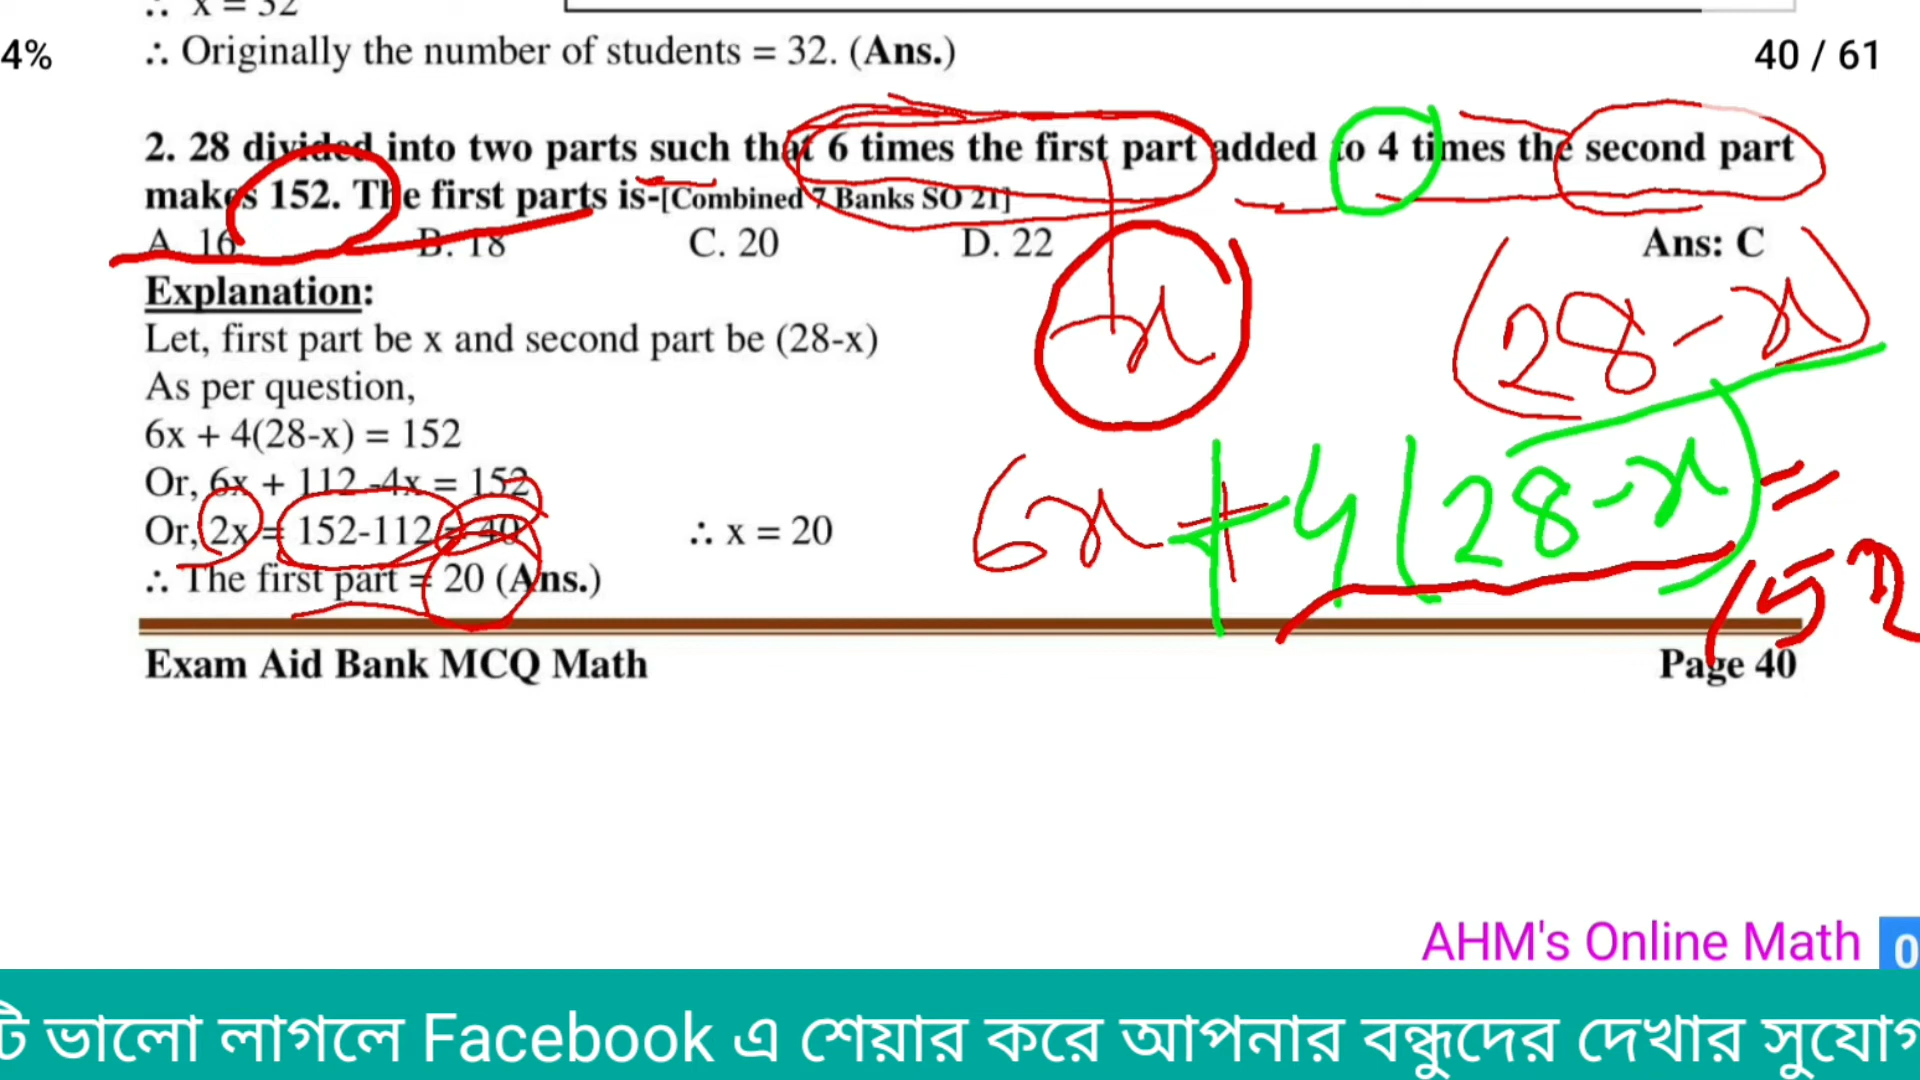 ∴ x = 32
4%
∴ Originally the number of students = 32. (Ans.)
40 / 61
2. 28 divided into two parts such that 6 times the first part added to 4 times the second part
makes 152. The first parts is-[Combined 7 Banks SO 21]
A. 16 B. 18 C. 20 D. 22 Ans: C
Explanation:
Let, first part be x and second part be (28-x)
As per question,
6x + 4(28-x) = 152
Or, 6x + 112 -4x = 152
Or, 2x = 152-112 = 40 ∴ x = 20
∴ The first part = 20 (Ans.)
x
(28-x)
6x + 4(28-x) =
152
Exam Aid Bank MCQ Math Page 40
AHM's Online Math 0
টি ভালো লাগলে Facebook এ শেয়ার করে আপনার বন্ধুদের দেখার সুযোগ